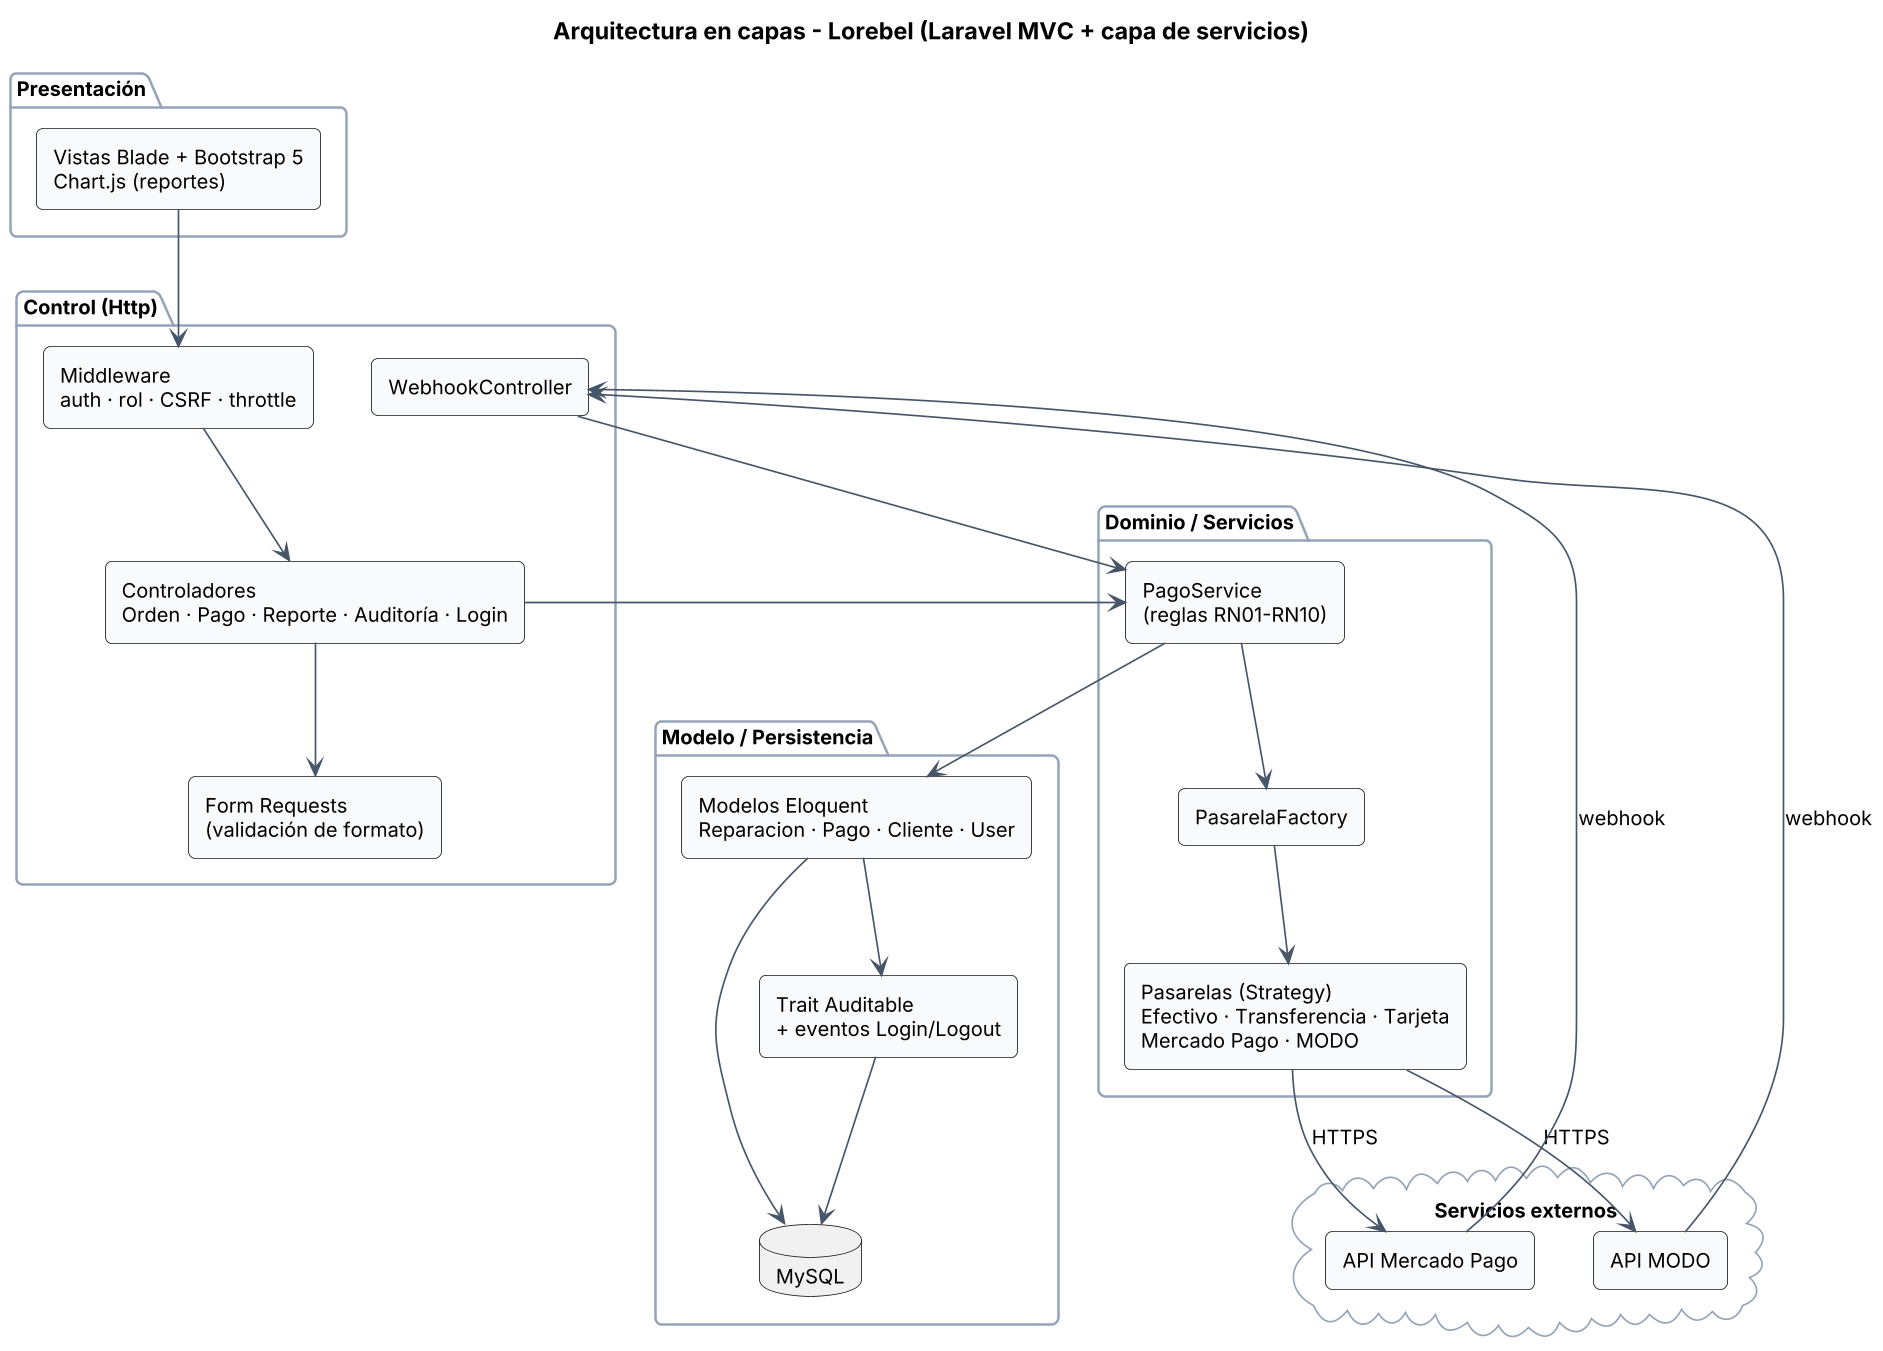 Arquitectura en capas - Lorebel (Laravel MVC + capa de servicios)
Presentación
Vistas Blade + Bootstrap 5
Chart.js (reportes)
Control (Http)
Middleware
auth · rol · CSRF · throttle
WebhookController
Controladores
Orden · Pago · Reporte · Auditoría · Login
Form Requests
(validación de formato)
Dominio / Servicios
PagoService
(reglas RN01-RN10)
PasarelaFactory
Pasarelas (Strategy)
Efectivo · Transferencia · Tarjeta
Mercado Pago · MODO
Modelo / Persistencia
Modelos Eloquent
Reparacion · Pago · Cliente · User
Trait Auditable
+ eventos Login/Logout
MySQL
webhook
webhook
HTTPS
HTTPS
Servicios externos
API Mercado Pago
API MODO